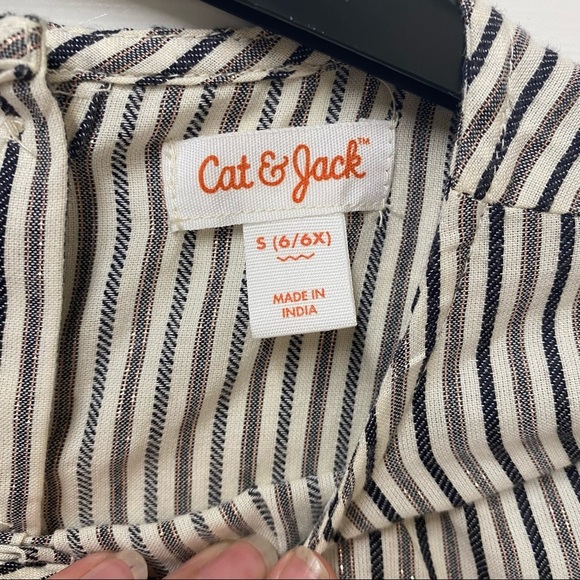 Cat & Jack™
S (6/6X)
MADE IN
INDIA